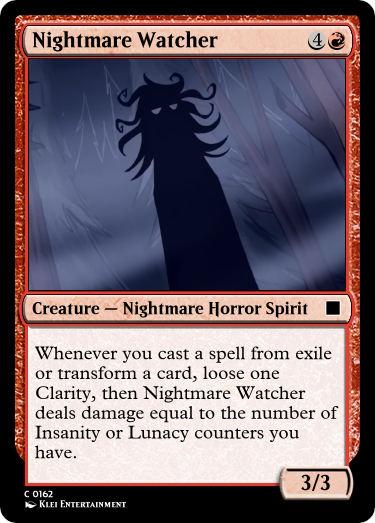 Nightmare Watcher 4
Creature — Nightmare Horror Spirit
Whenever you cast a spell from exile
or transform a card, loose one
Clarity, then Nightmare Watcher
deals damage equal to the number of
Insanity or Lunacy counters you
have.
3/3
C 0162
Klei Entertainment